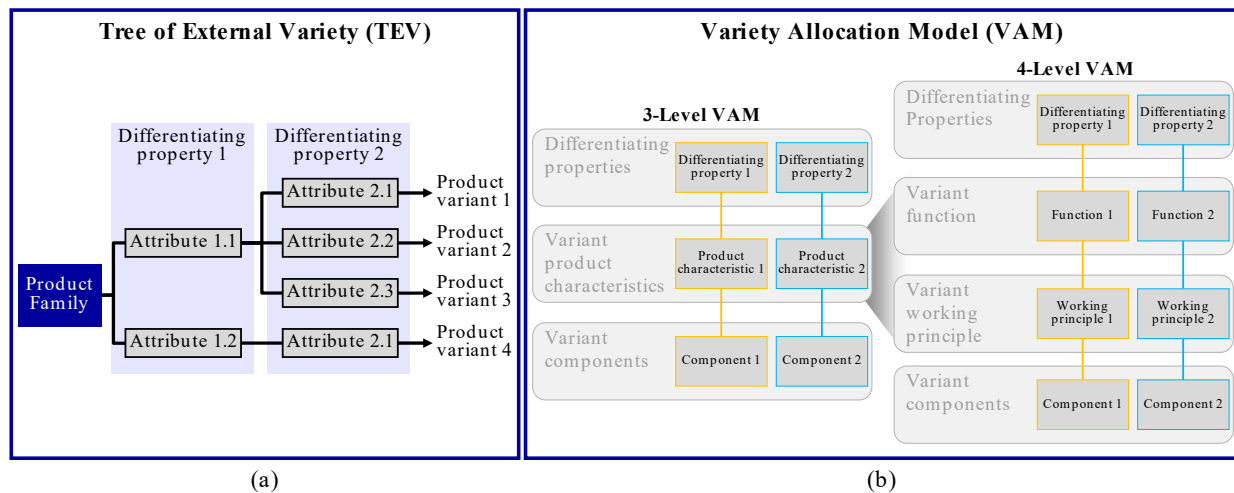 Tree of External Variety (TEV)
Differentiating
property 1
Differentiating
property 2
Product
Family
Attribute 1.1
Attribute 1.2
Attribute 2.1
Attribute 2.2
Attribute 2.3
Attribute 2.1
Product
variant 1
Product
variant 2
Product
variant 3
Product
variant 4
(a)
Variety Allocation Model (VAM)
3-Level VAM
Differentiating
properties
Differentiating
property 1
Differentiating
property 2
Variant
product
characteristics
Product
characteristic 1
Product
characteristic 2
Variant
components
Component 1
Component 2
4-Level VAM
Differentiating
Properties
Differentiating
property 1
Differentiating
property 2
Variant
function
Function 1
Function 2
Variant
working
principle
Working
principle 1
Working
principle 2
Variant
components
Component 1
Component 2
(b)